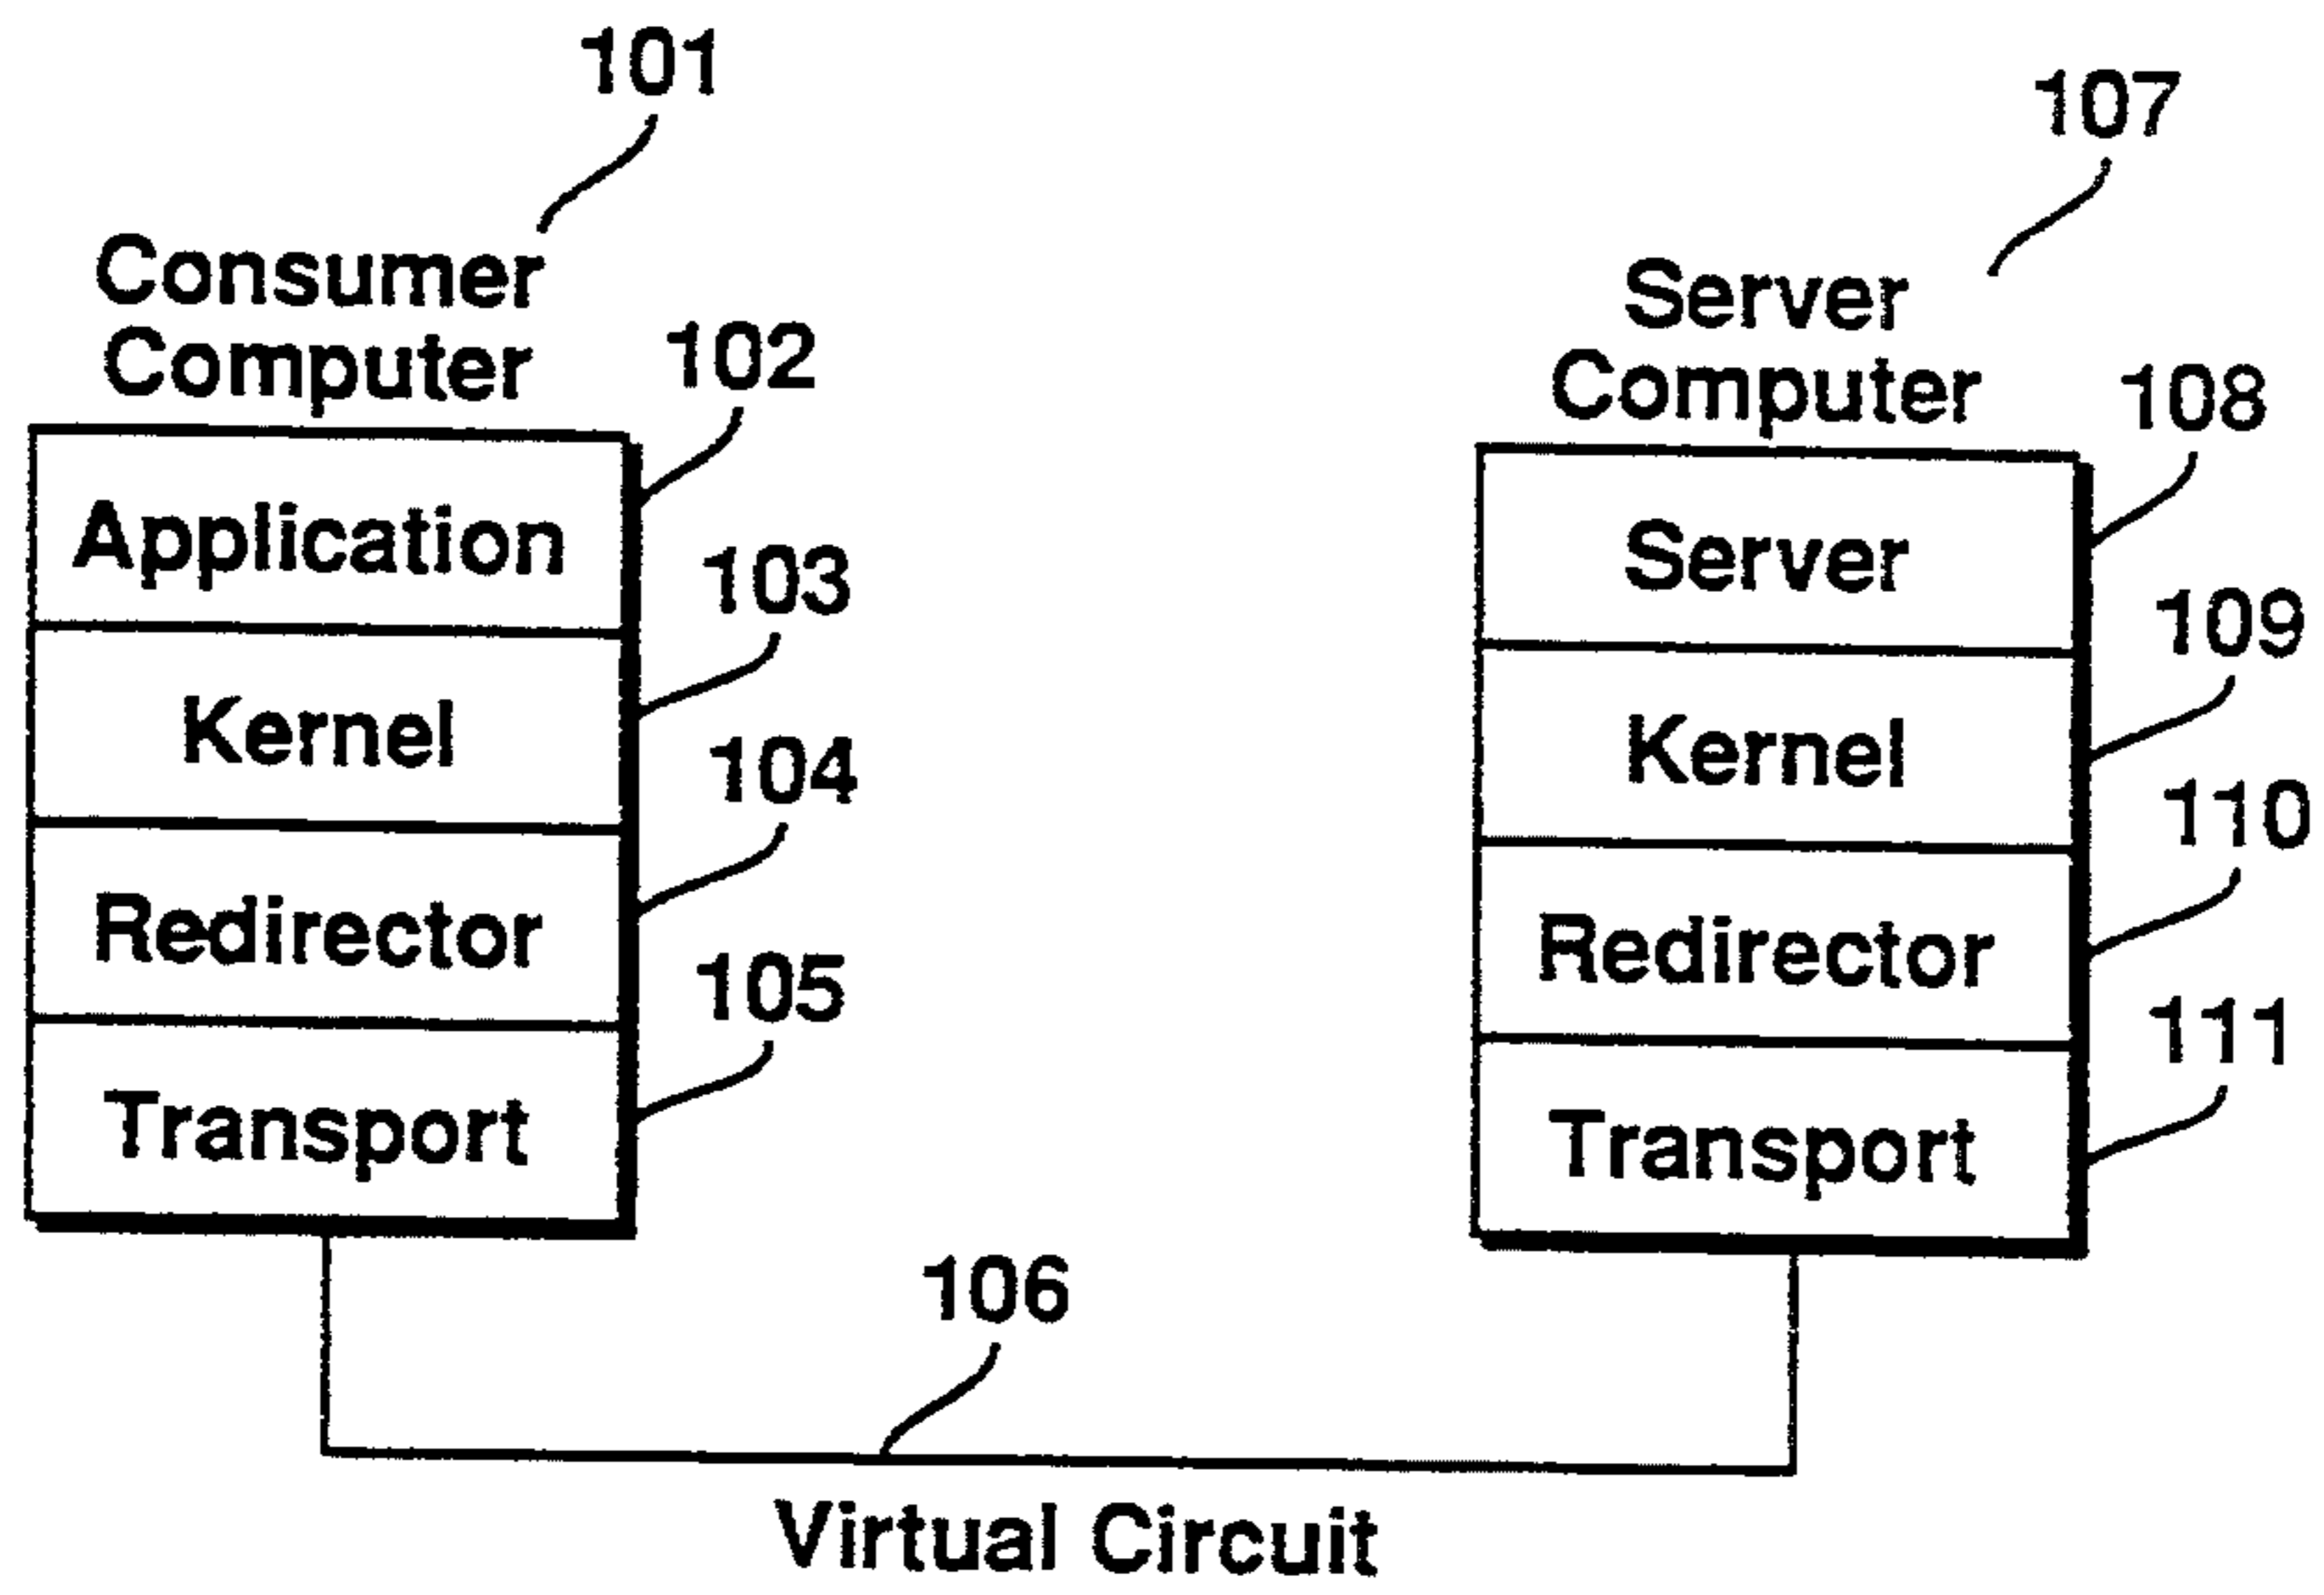 101
107
Consumer
Computer
Server
Computer
102
108
Application
Server
103
109
Kernel
Kernel
104
110
Redirector
Redirector
105
111
Transport
Transport
106
Virtual Circuit